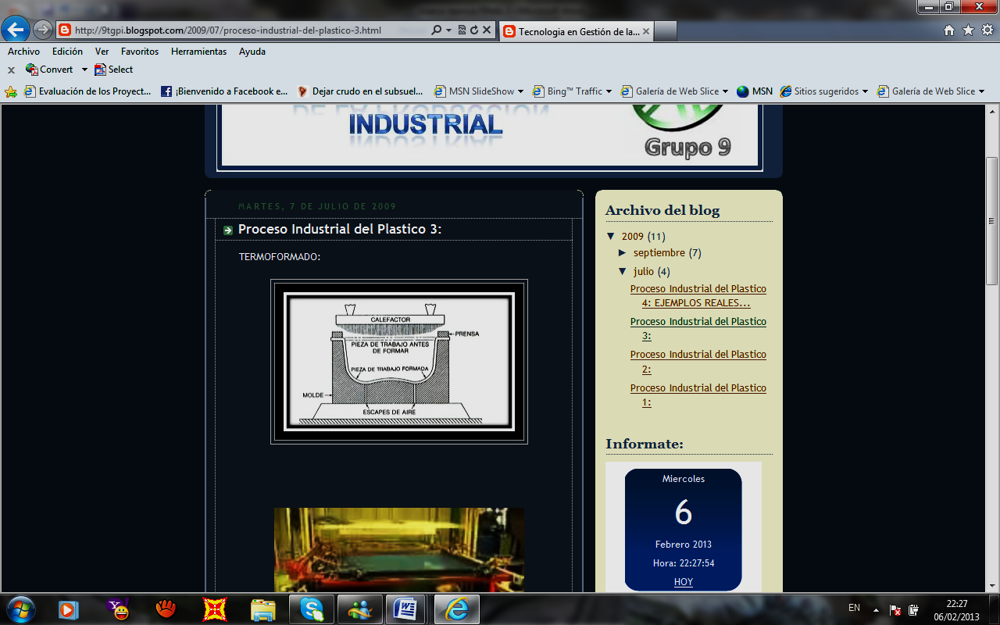 http://9tgpi.blogspot.com/2009/07/proceso-industrial-del-plastico-3.html
Tecnologia en Gestión de la...
Archivo Edición Ver Favoritos Herramientas Ayuda
x Convert Select
Evaluación de los Proyect... ¡Bienvenido a Facebook e... Dejar crudo en el subsuel... MSN SlideShow Bing™ Traffic Galería de Web Slice MSN Sitios sugeridos Galería de Web Slice
INDUSTRIAL
Grupo 9
MARTES, 7 DE JULIO DE 2009
Proceso Industrial del Plastico 3:
TERMOFORMADO:
CALEFACTOR
PRENSA
PIEZA DE TRABAJO ANTES
DE FORMAR
PIEZA DE TRABAJO FORMADA
MOLDE
ESCAPES DE AIRE
Archivo del blog
▼ 2009 (11)
► septiembre (7)
▼ julio (4)
Proceso Industrial del Plastico
4: EJEMPLOS REALES...
Proceso Industrial del Plastico
3:
Proceso Industrial del Plastico
2:
Proceso Industrial del Plastico
1:
Informate:
Miercoles
6
Febrero 2013
Hora: 22:27:54
HOY
EN
22:27
06/02/2013